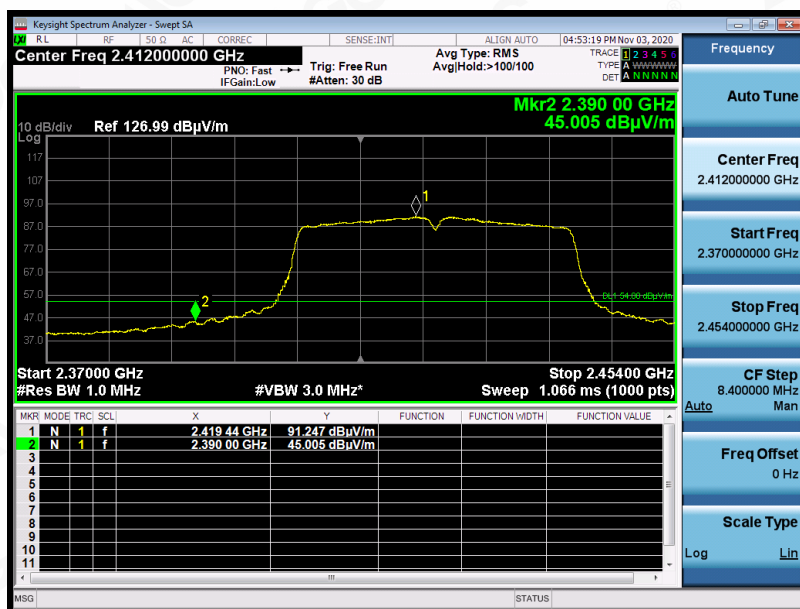 Keysight Spectrum Analyzer - Swept SA
LXI RL RF 50 Ω AC CORREC SENSE:INT ALIGN AUTO 04:53:19 PM Nov 03, 2020
Center Freq 2.412000000 GHz
PNO: Fast
IFGain:Low
Trig: Free Run
#Atten: 30 dB
Avg Type: RMS
Avg|Hold:>100/100
TRACE 1 2 3 4 5 6
TYPE A WWWWW
DET A N N N N N
Mkr2 2.390 00 GHz
45.005 dBµV/m
10 dB/div Ref 126.99 dBµV/m
Log
117
107
97.0
87.0
77.0
67.0
57.0
47.0
37.0
1
2
DL1 54.00 dBµV/m
Start 2.37000 GHz Stop 2.45400 GHz
#Res BW 1.0 MHz #VBW 3.0 MHz* Sweep 1.066 ms (1000 pts)
MKR MODE TRC SCL X Y FUNCTION FUNCTION WIDTH FUNCTION VALUE
1 N 1 f 2.419 44 GHz 91.247 dBµV/m
2 N 1 f 2.390 00 GHz 45.005 dBµV/m
3
4
5
6
7
8
9
10
11
MSG STATUS
Frequency
Auto Tune
Center Freq
2.412000000 GHz
Start Freq
2.370000000 GHz
Stop Freq
2.454000000 GHz
CF Step
8.400000 MHz
Auto Man
Freq Offset
0 Hz
Scale Type
Log Lin